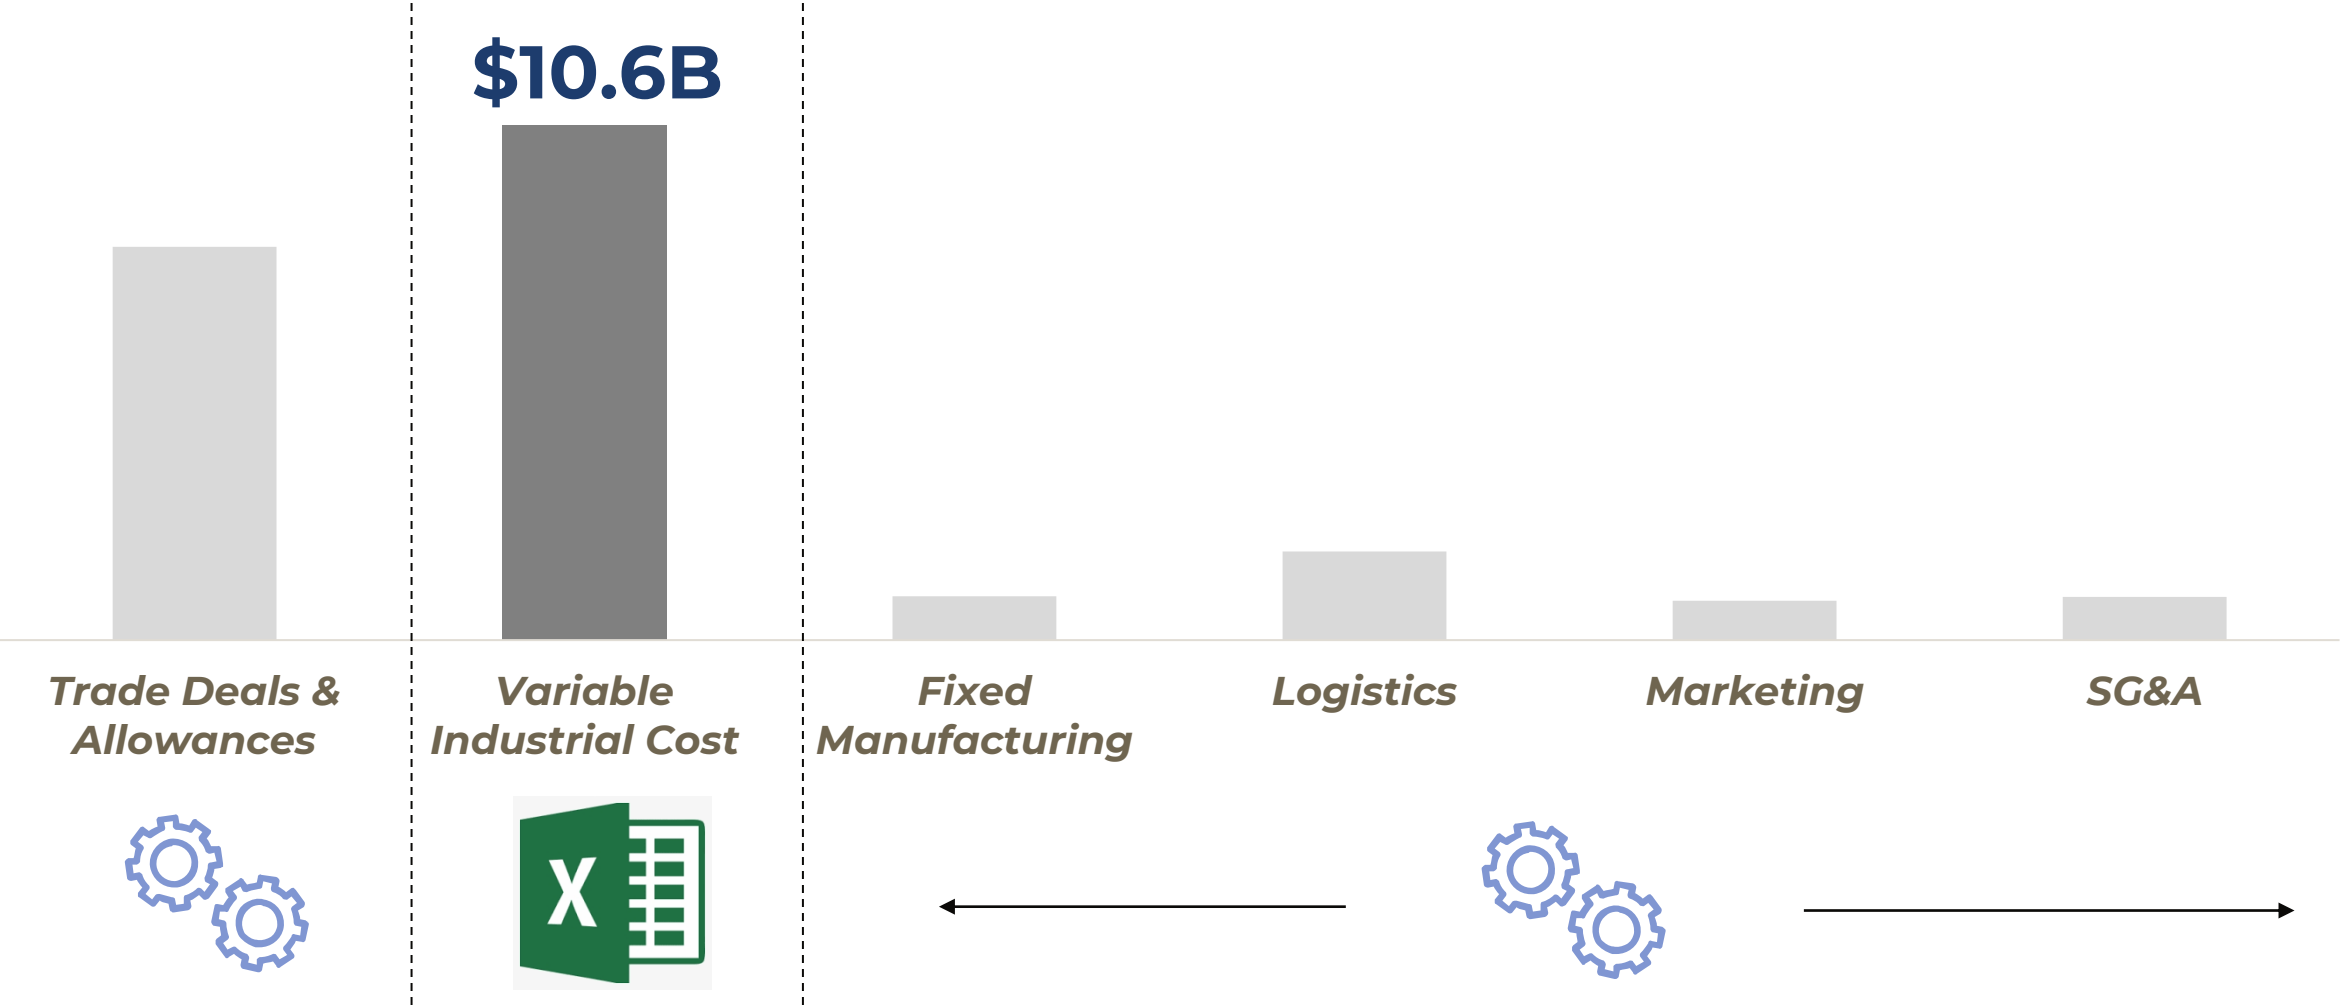 $10.6B
Trade Deals &
Allowances
Variable
Industrial Cost
Fixed
Manufacturing
Logistics
Marketing
SG&A
X